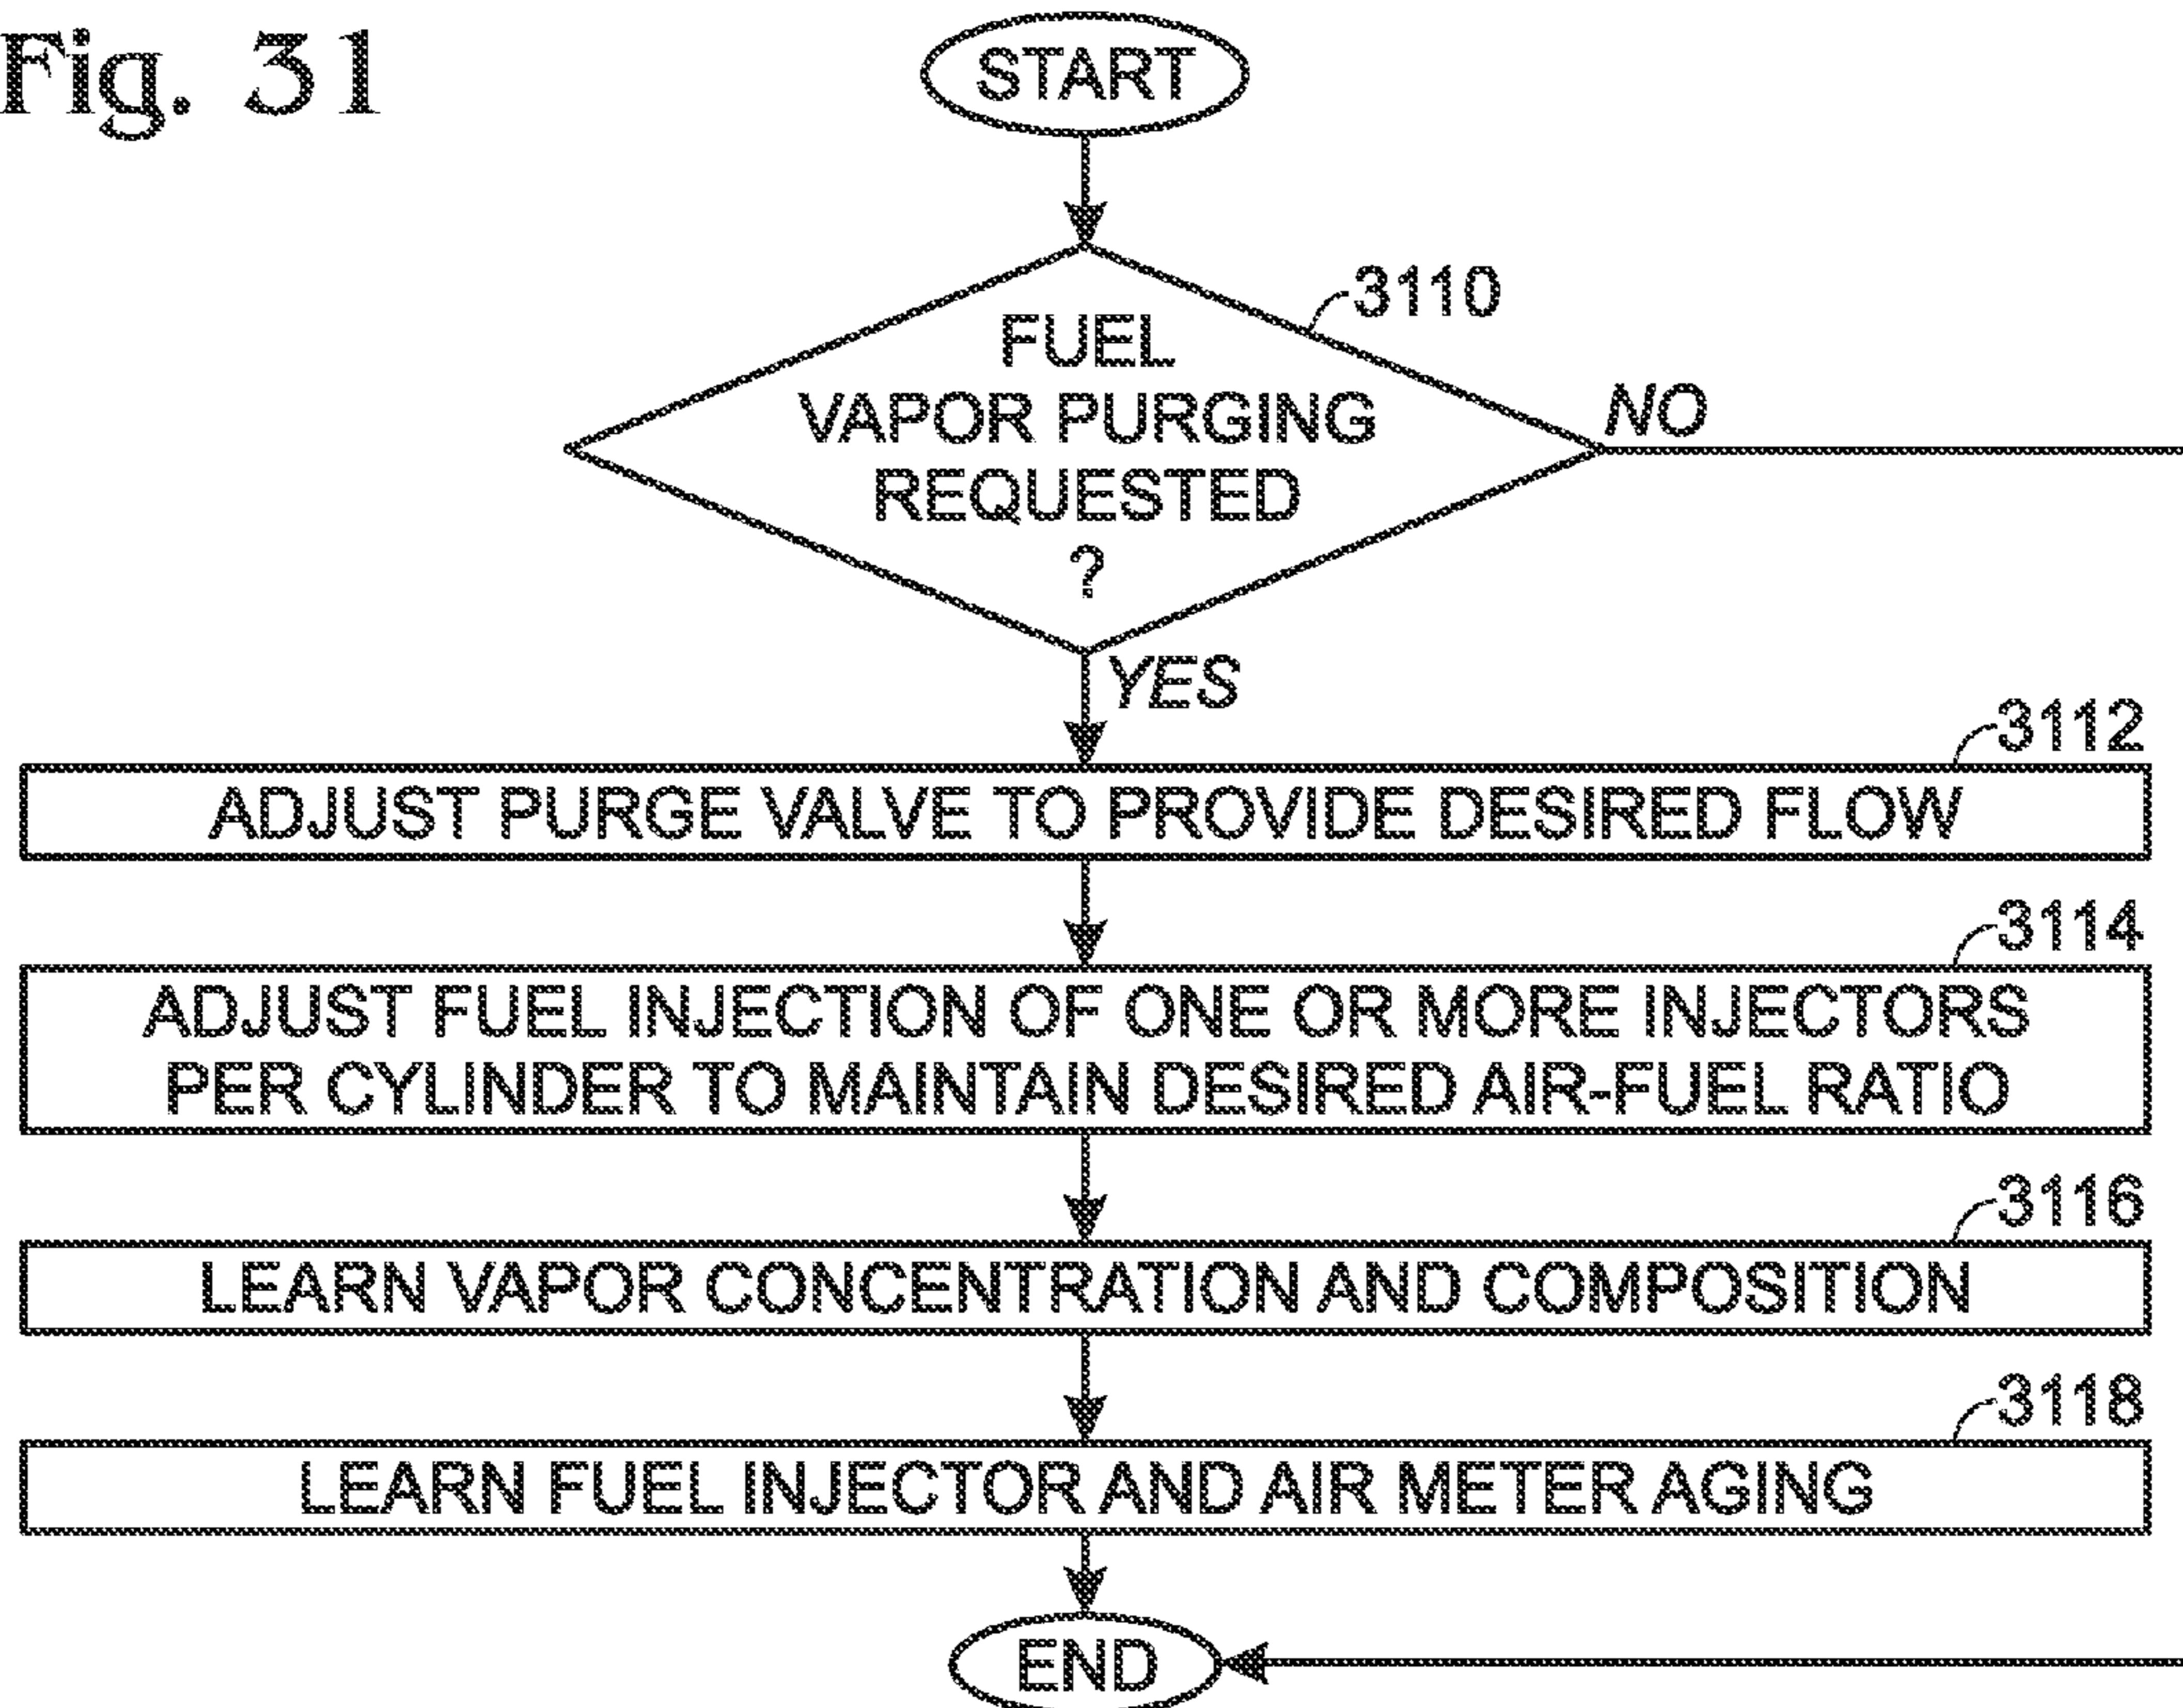 Fig. 31
START
3110
FUEL
VAPOR PURGING
REQUESTED
?
NO
YES
3112
ADJUST PURGE VALVE TO PROVIDE DESIRED FLOW
3114
ADJUST FUEL INJECTION OF ONE OR MORE INJECTORS
PER CYLINDER TO MAINTAIN DESIRED AIR-FUEL RATIO
3116
LEARN VAPOR CONCENTRATION AND COMPOSITION
3118
LEARN FUEL INJECTOR AND AIR METER AGING
END